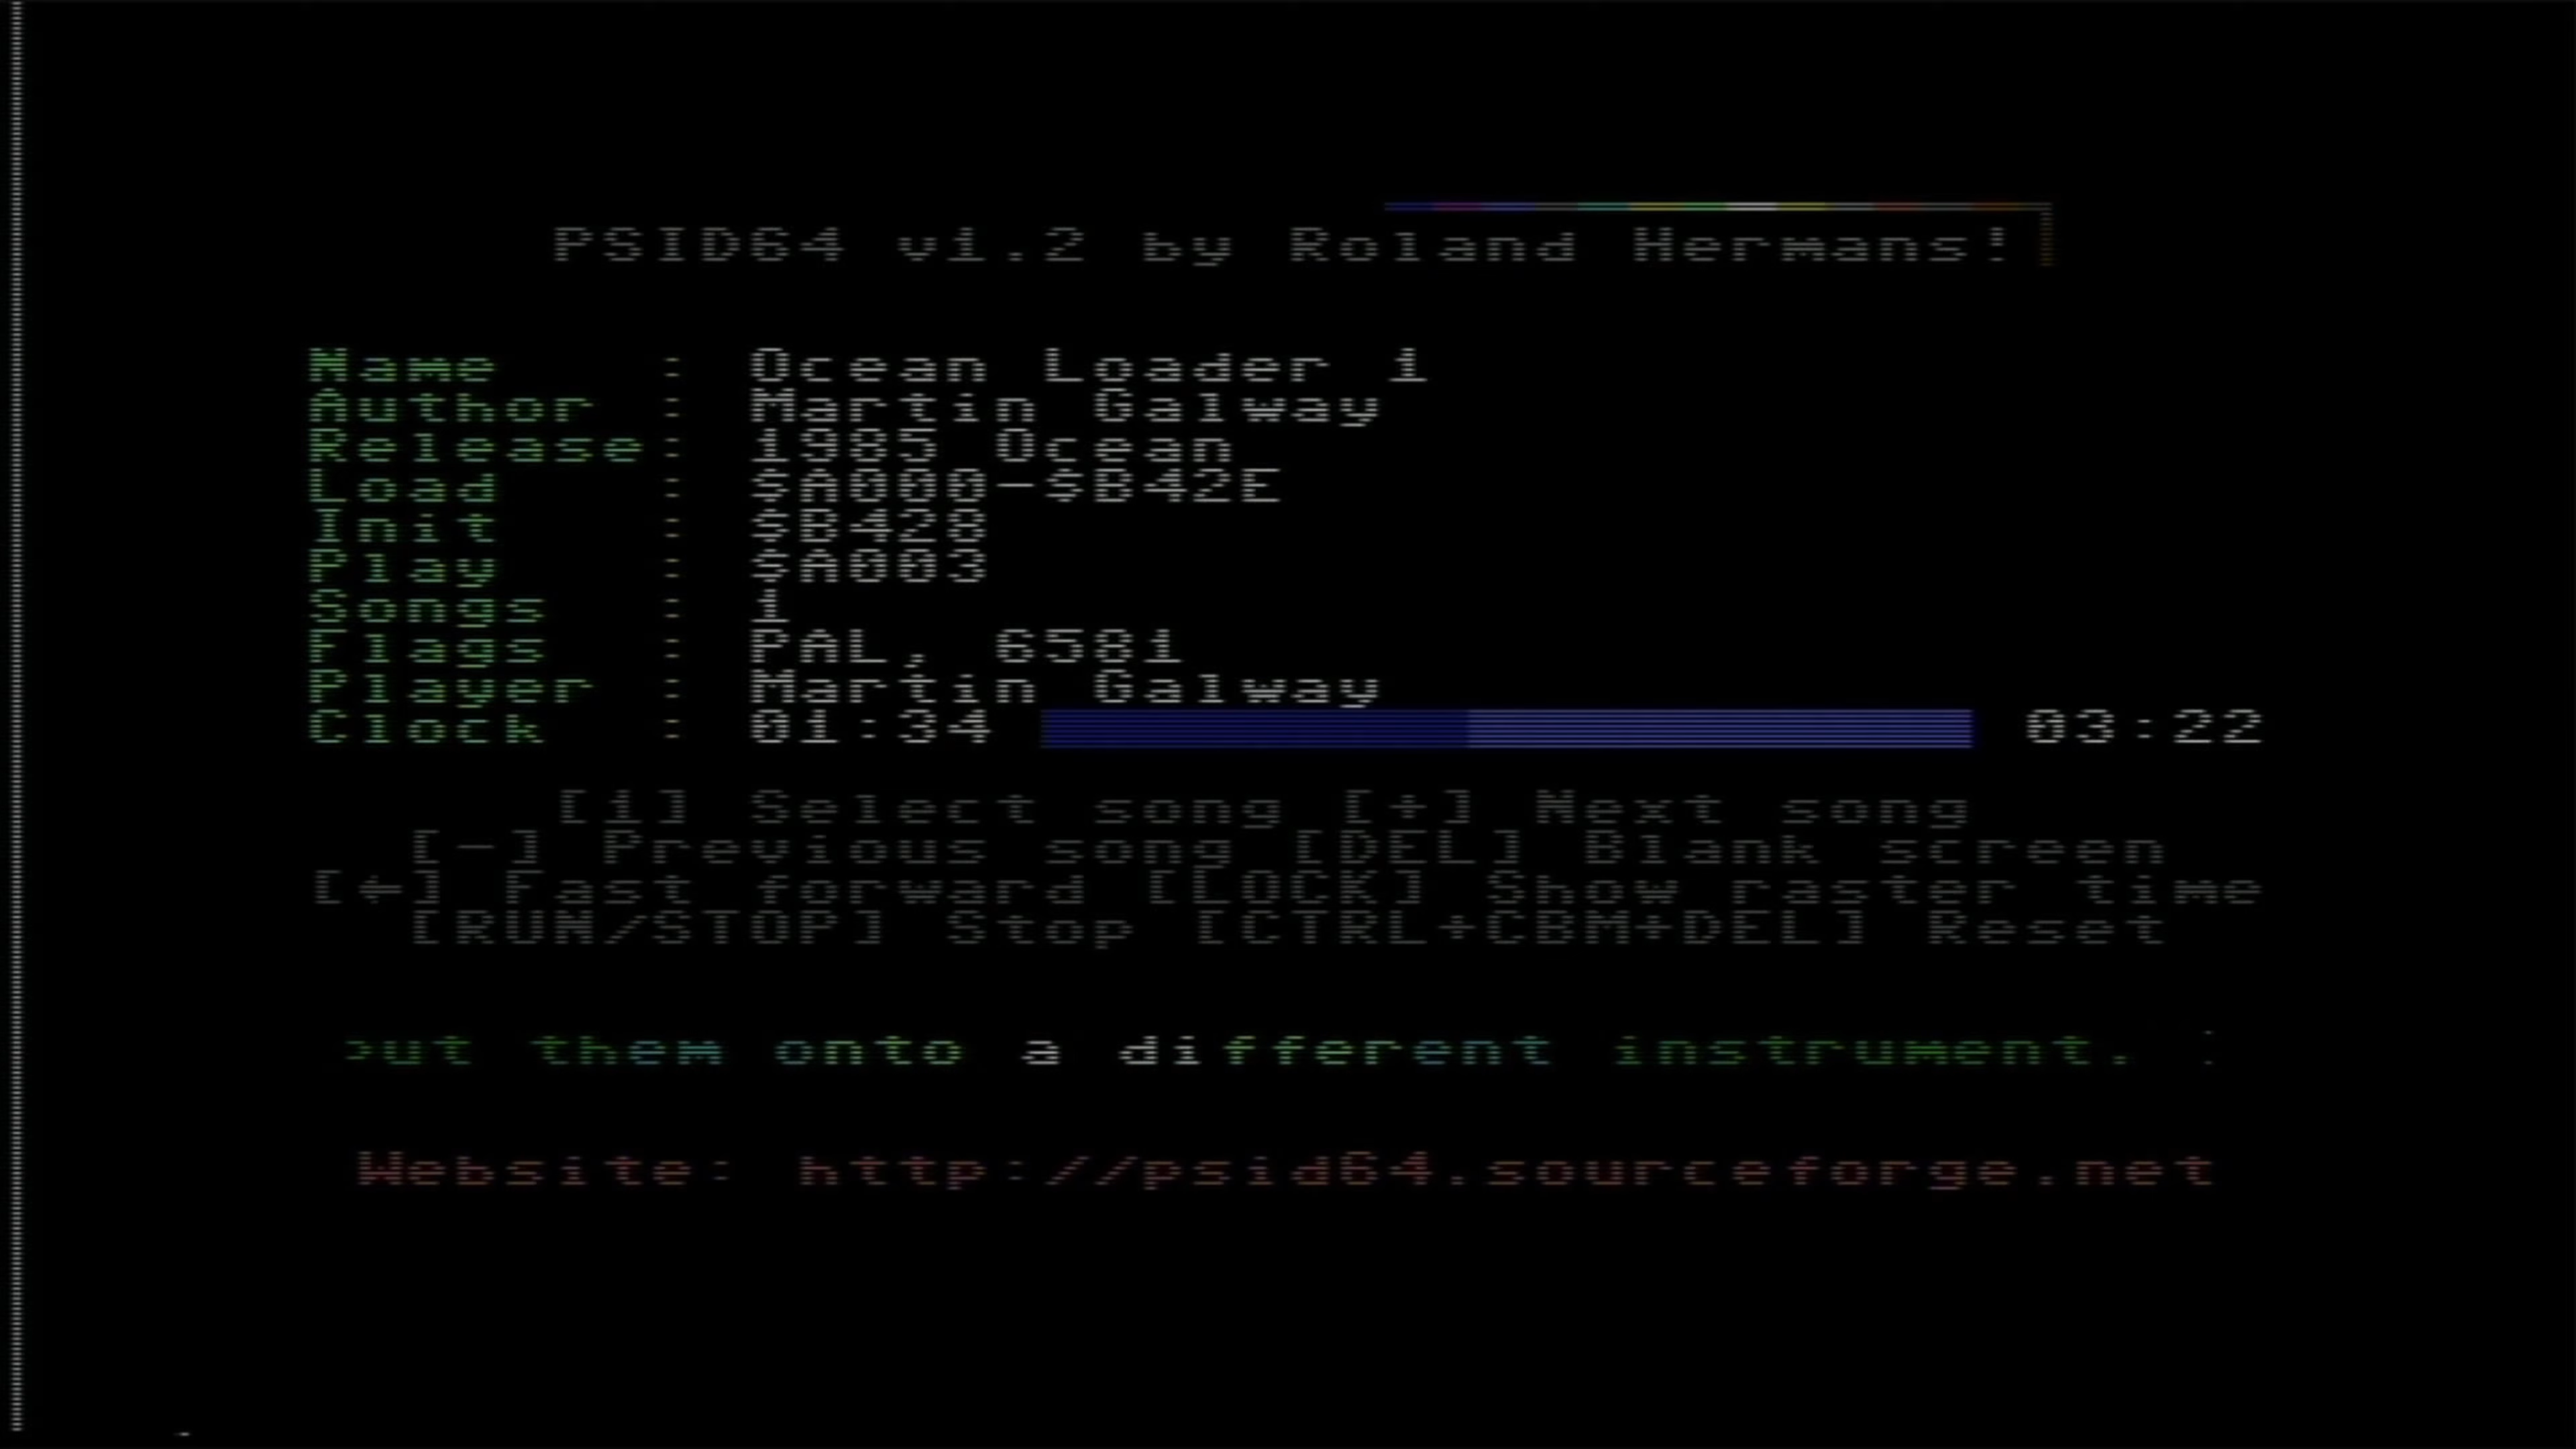 PSID64 v1.2 by Roland Hermans!
Name : Ocean Loader 1
Author : Martin Galway
Release : 1985 Ocean
Load : $A000-$B42E
Init : $B428
Play : $A003
Songs : 1
Flags : PAL, 6581
Player : Martin Galway
Clock : 01:34 03:22
[1] Select song [+] Next song
[-] Previous song [DEL] Blank screen
[←] Fast forward [LOCK] Show raster time
[RUN/STOP] Stop [CTRL+CBM+DEL] Reset
them onto a different instrument.
Website: http://psid64.sourceforge.net